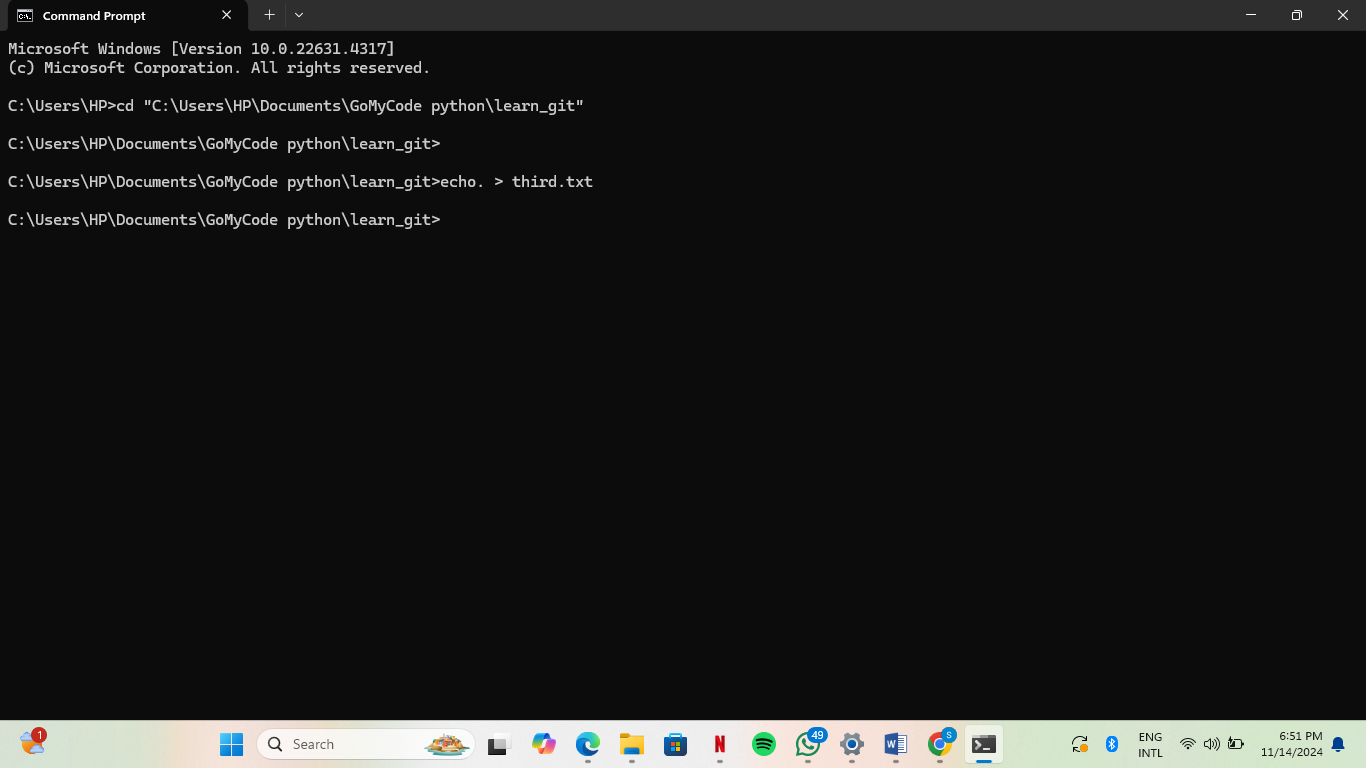 Command Prompt
Microsoft Windows [Version 10.0.22631.4317]
(c) Microsoft Corporation. All rights reserved.
C:\Users\HP>cd "C:\Users\HP\Documents\GoMyCode python\learn_git"
C:\Users\HP\Documents\GoMyCode python\learn_git>
C:\Users\HP\Documents\GoMyCode python\learn_git>echo. > third.txt
C:\Users\HP\Documents\GoMyCode python\learn_git>
1
Search
N
49
W
S
ENG
INTL
6:51 PM
11/14/2024